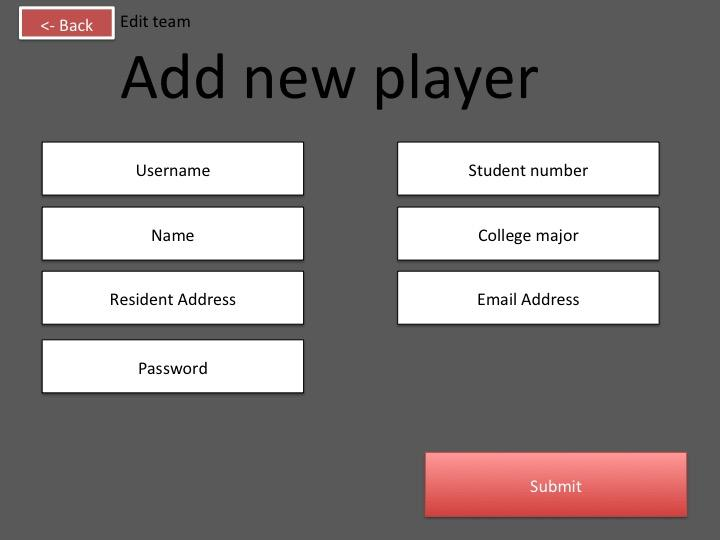 <- Back
Edit team
Add new player
Username
Student number
Name
College major
Resident Address
Email Address
Password
Submit